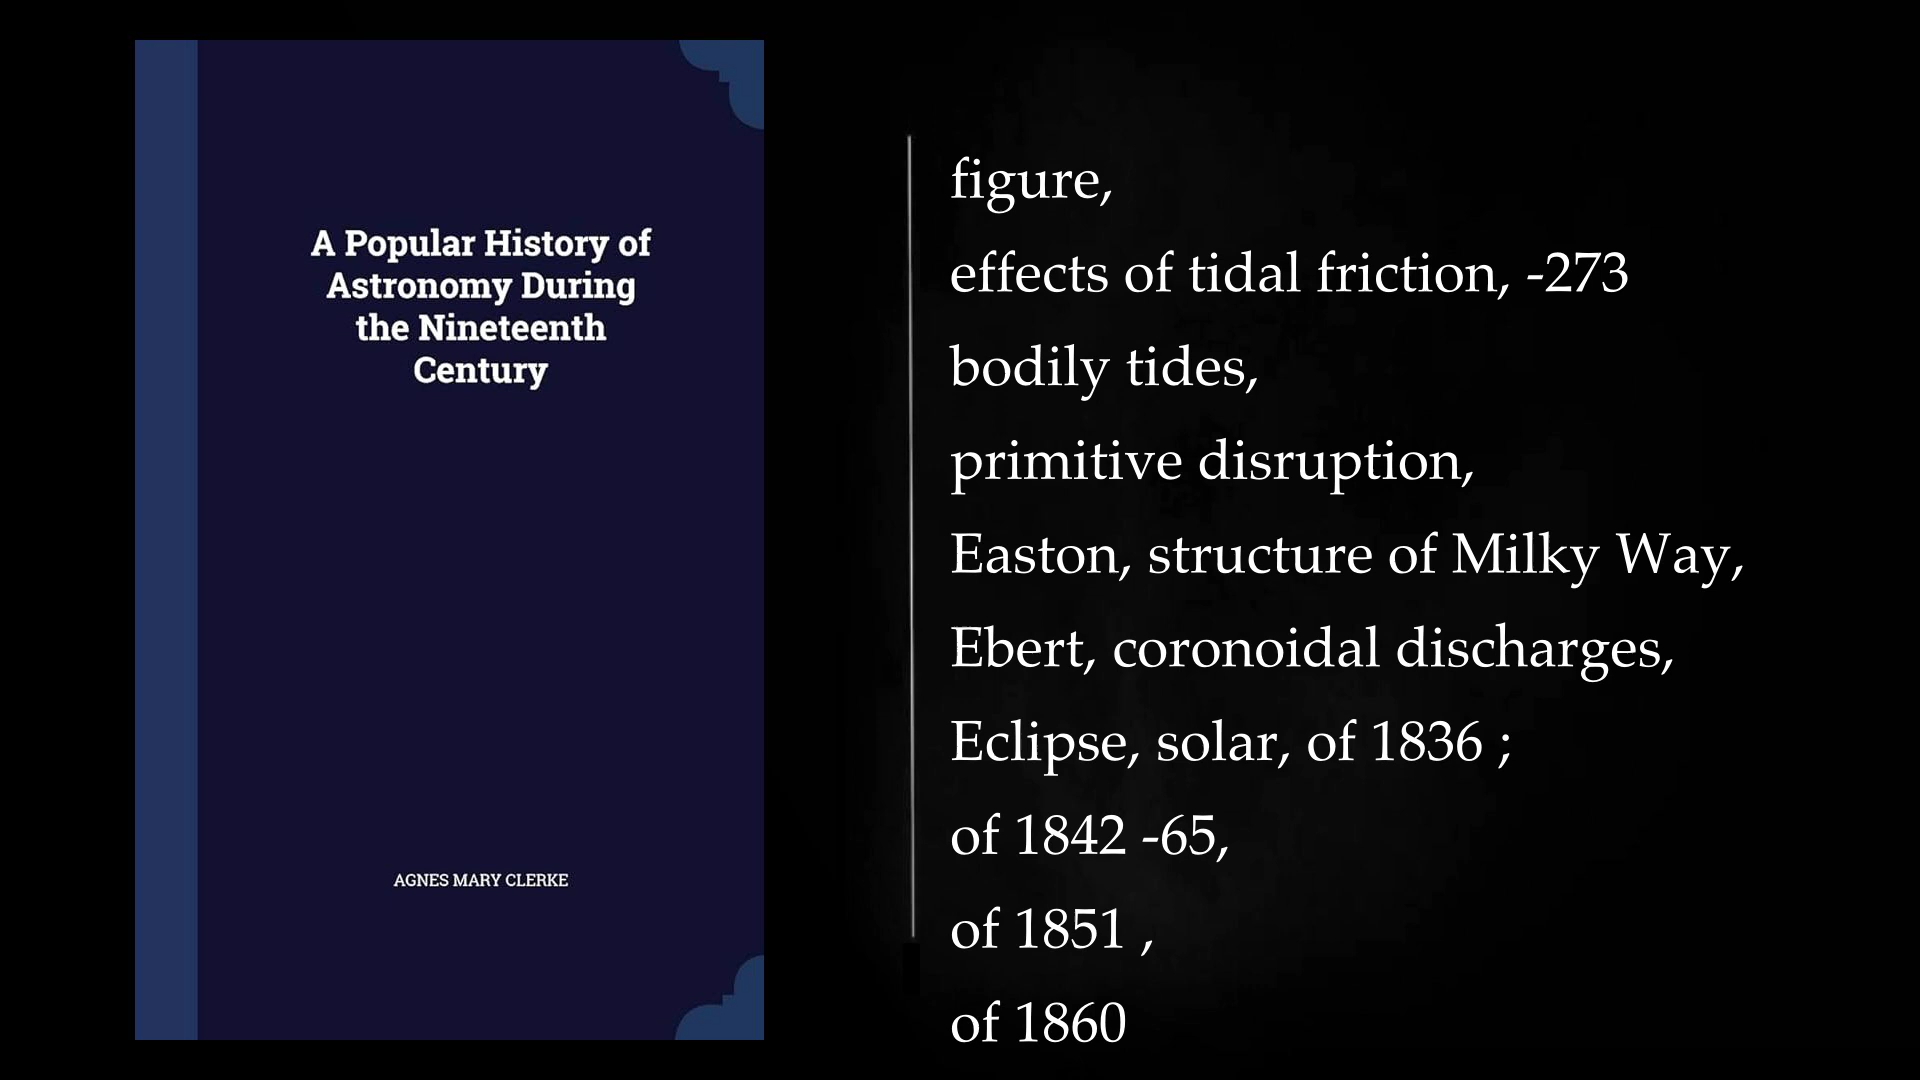 A Popular History of
Astronomy During
the Nineteenth
Century
AGNES MARY CLERKE
figure,
effects of tidal friction, -273
bodily tides,
primitive disruption,
Easton, structure of Milky Way,
Ebert, coronoidal discharges,
Eclipse, solar, of 1836 ;
of 1842 -65,
of 1851 ,
of 1860